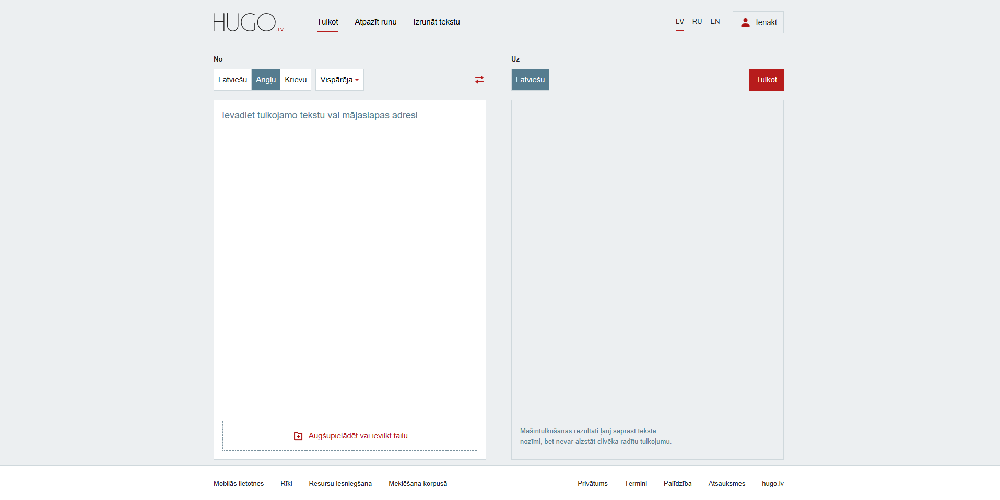 HUGO.LV
Tulkot Atpazīt runu Izrunāt tekstu
LV RU EN Ienākt
No
Latviešu Angļu Krievu Vispārēja
Uz
Latviešu
Tulkot
Ievadiet tulkojamo tekstu vai mājaslapas adresi
Augšupielādēt vai ievilkt failu
Mašīntulkošanas rezultāti ļauj saprast teksta
nozīmi, bet nevar aizstāt cilvēka radītu tulkojumu.
Mobilās lietotnes Rīki Resursu iesniegšana Meklēšana korpusā
Privātums Termini Palīdzība Atsauksmes hugo.lv